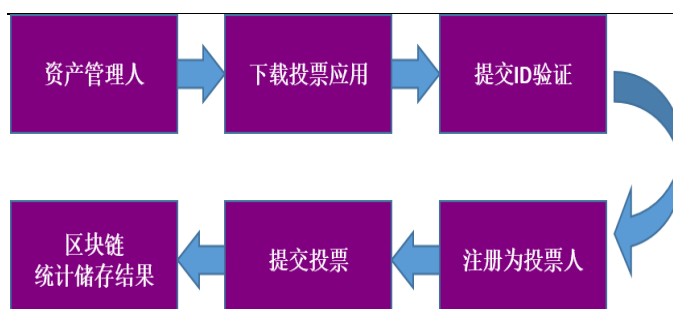 资产管理人
下载投票应用
提交ID验证
注册为投票人
提交投票
区块链
统计储存结果